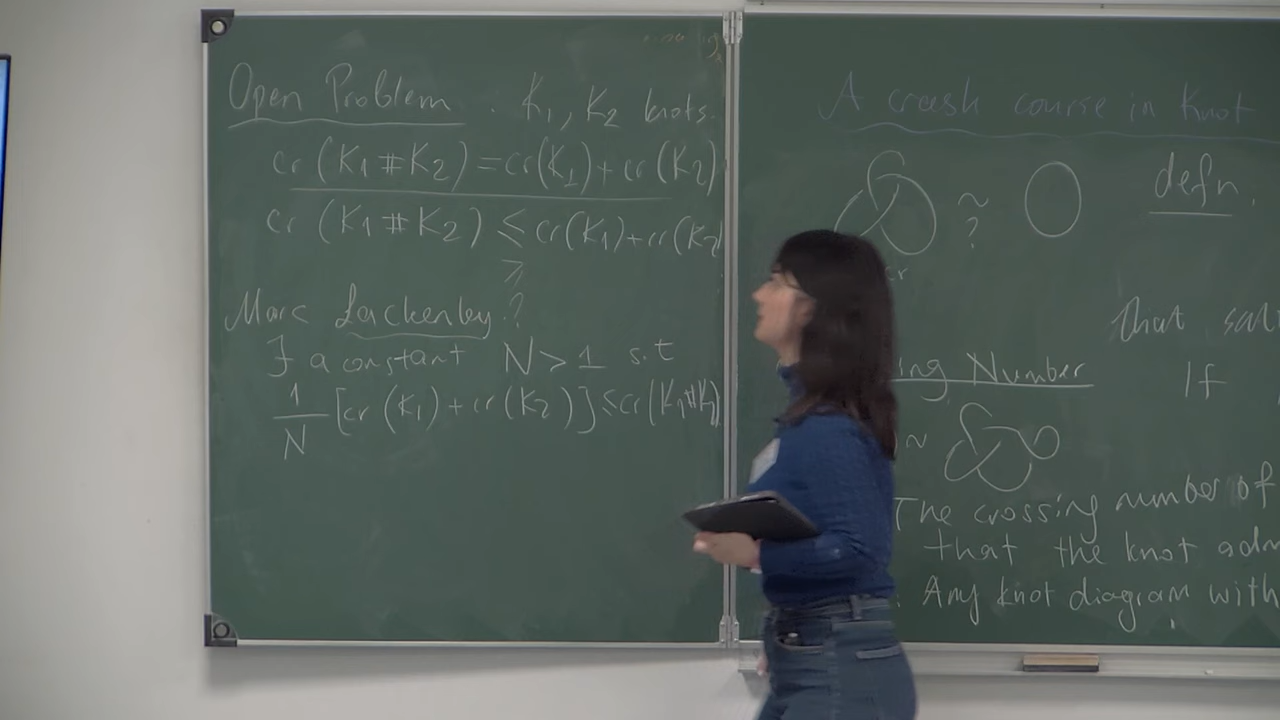 Open Problem . K1, K2 knots.
cr (K1 # K2) = cr(K1) + cr (K2)
cr (K1 # K2) ≤ cr(K1) + cr(K2
≥
?
Marc Lackenby
∃ a constant N > 1 s.t
1/N [cr (K1) + cr (K2)] ≤ cr (K1 # K2)
A crash course in Knot
~
?
defn.
cr
that sati
ing Number
If
~
The crossing number of
that the knot adm
. Any knot diagram with